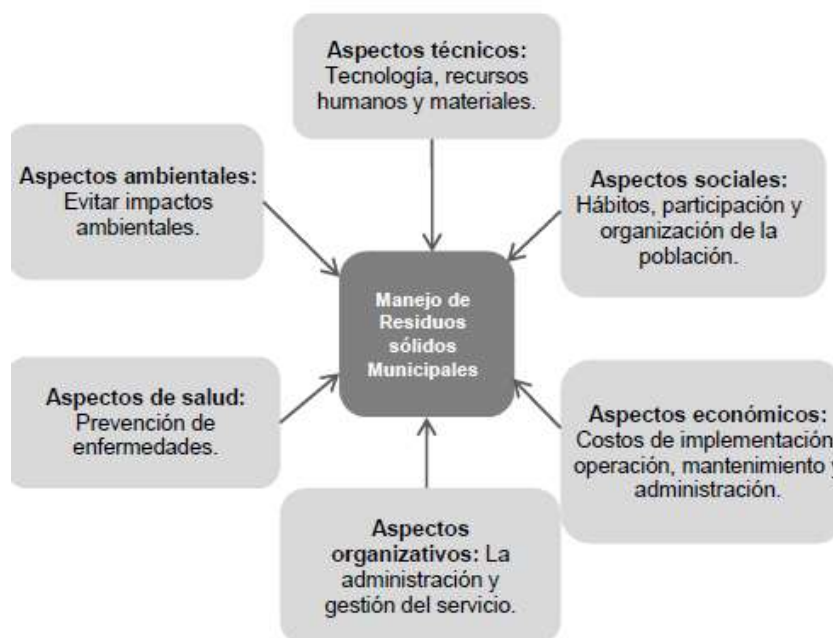 Aspectos técnicos:
Tecnología, recursos
humanos y materiales.
Aspectos ambientales:
Evitar impactos
ambientales.
Aspectos sociales:
Hábitos, participación y
organización de la
población.
Manejo de
Residuos
sólidos
Municipales
Aspectos de salud:
Prevención de
enfermedades.
Aspectos económicos:
Costos de implementación
operación, mantenimiento y
administración.
Aspectos
organizativos: La
administración y
gestión del servicio.